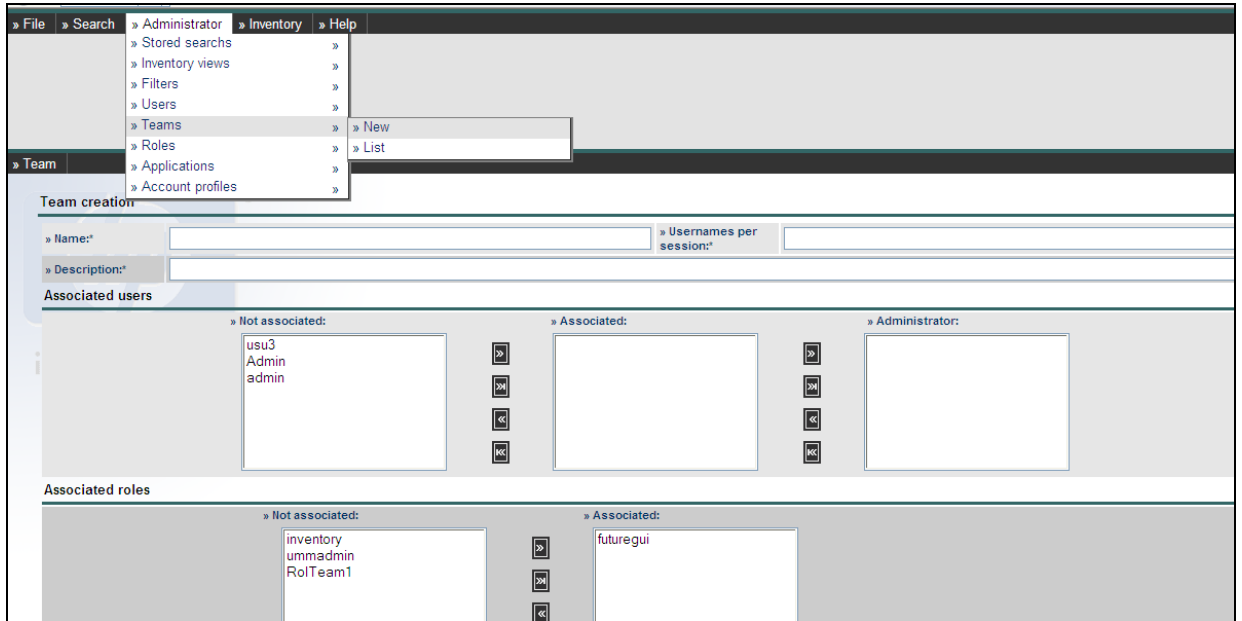 » File » Search » Administrator » Inventory » Help
» Stored searchs »
» Inventory views »
» Filters »
» Users »
» Teams » » New
» Roles » » List
» Team
» Applications »
» Account profiles »
Team creation
» Name:* » Usernames per session:*
» Description:*
Associated users
» Not associated: » Associated: » Administrator:
usu3
Admin
admin
Associated roles
» Not associated: » Associated:
inventory futuregui
ummadmin
RolTeam1